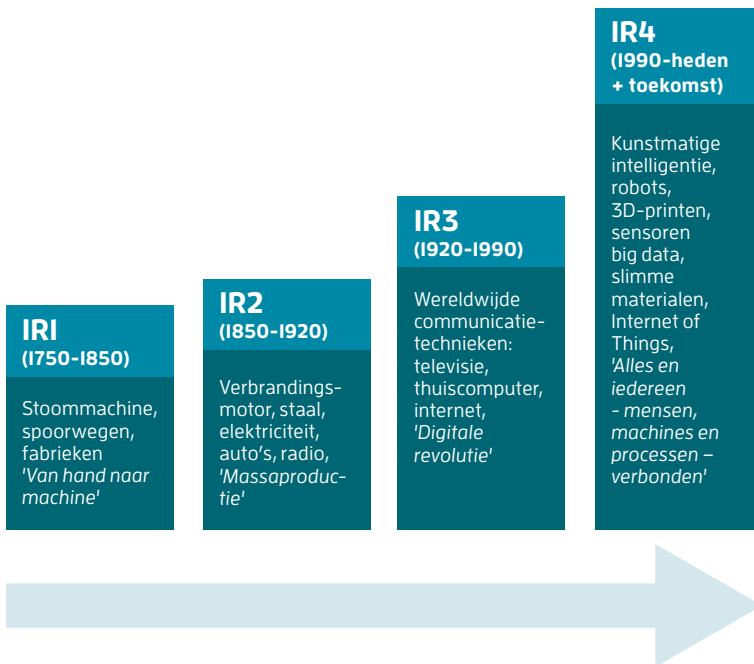 IR1
(1750-1850)
Stoommachine,
spoorwegen,
fabrieken
'Van hand naar
machine'
IR2
(1850-1920)
Verbrandings-
motor, staal,
elektriciteit,
auto's, radio,
'Massaproduc-
tie'
IR3
(1920-1990)
Wereldwijde
communicatie-
technieken:
televisie,
thuiscomputer,
internet,
'Digitale
revolutie'
IR4
(1990-heden
+ toekomst)
Kunstmatige
intelligentie,
robots,
3D-printen,
sensoren
big data,
slimme
materialen,
Internet of
Things,
'Alles en
iedereen
- mensen,
machines en
processen –
verbonden'